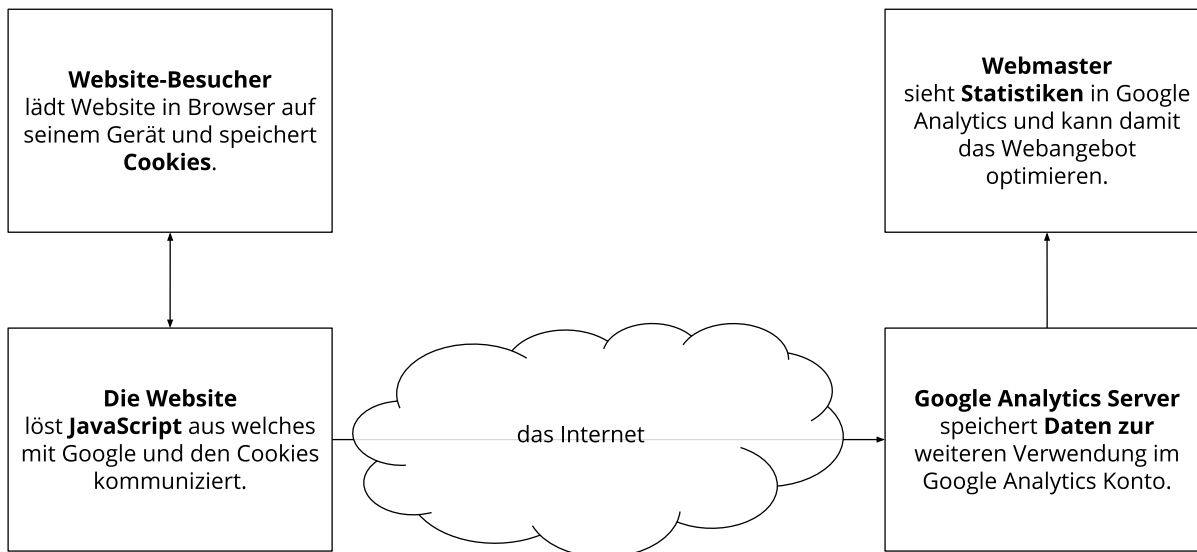 Website-Besucher
lädt Website in Browser auf
seinem Gerät und speichert
Cookies.
Webmaster
sieht Statistiken in Google
Analytics und kann damit
das Webangebot
optimieren.
Die Website
löst JavaScript aus welches
mit Google und den Cookies
kommuniziert.
das Internet
Google Analytics Server
speichert Daten zur
weiteren Verwendung im
Google Analytics Konto.